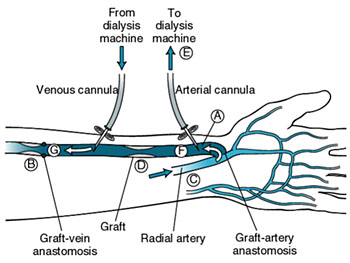 From
dialysis
machine
To
dialysis
machine
E
Venous cannula
Arterial cannula
A
G
F
B
D
C
Graft-vein
anastomosis
Graft
Radial artery
Graft-artery
anastomosis